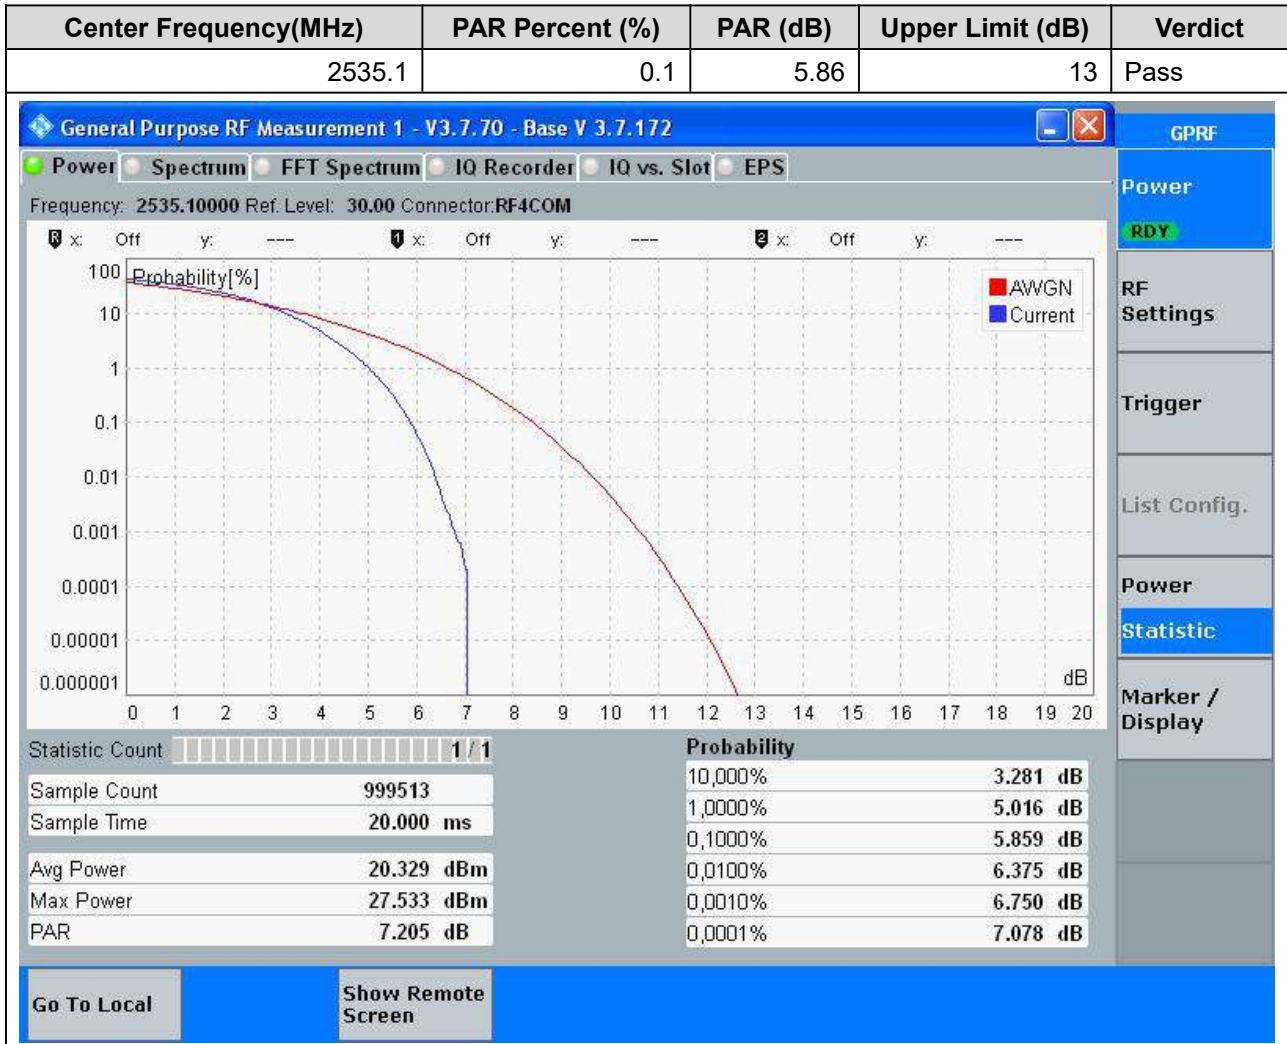 Center Frequency(MHz) PAR Percent (%) PAR (dB) Upper Limit (dB) Verdict
2535.1 0.1 5.86 13 Pass
General Purpose RF Measurement 1 - V3.7.70 - Base V 3.7.172
GPRF
Power Spectrum FFT Spectrum IQ Recorder IQ vs. Slot EPS
Frequency: 2535.10000 Ref. Level: 30.00 Connector:RF4COM
R x: Off y: --- 1 x: Off y: --- 2 x: Off y: ---
Probability[%]
AWGN
Current
100
10
1
0.1
0.01
0.001
0.0001
0.00001
0.000001
dB
0 1 2 3 4 5 6 7 8 9 10 11 12 13 14 15 16 17 18 19 20
Statistic Count 1 / 1
Sample Count 999513
Sample Time 20.000 ms
Avg Power 20.329 dBm
Max Power 27.533 dBm
PAR 7.205 dB
Probability
10,000% 3.281 dB
1,0000% 5.016 dB
0,1000% 5.859 dB
0,0100% 6.375 dB
0,0010% 6.750 dB
0,0001% 7.078 dB
Power
RDY
RF
Settings
Trigger
List Config.
Power
Statistic
Marker /
Display
Go To Local
Show Remote
Screen